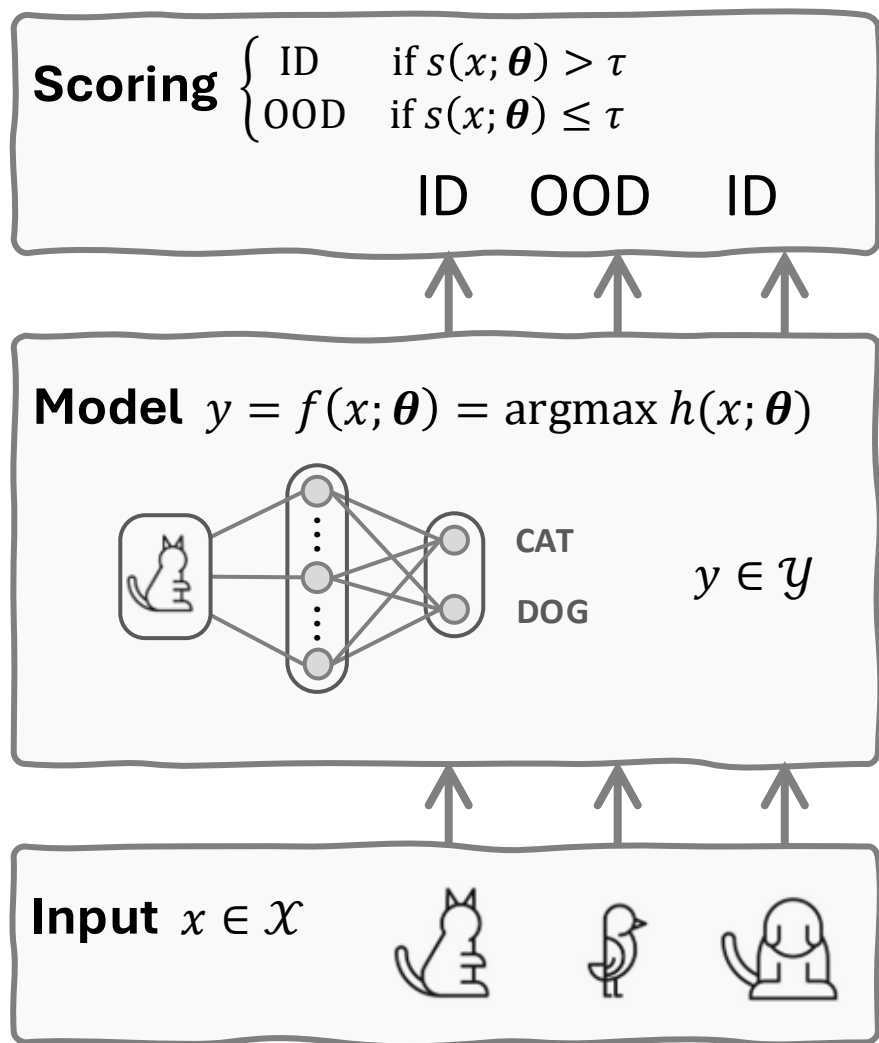 Scoring { ID if s(x; θ) > τ
OOD if s(x; θ) ≤ τ
ID OOD ID
Model y = f(x; θ) = argmax h(x; θ)
CAT
y ∈ 𝒴
DOG
Input x ∈ 𝒳